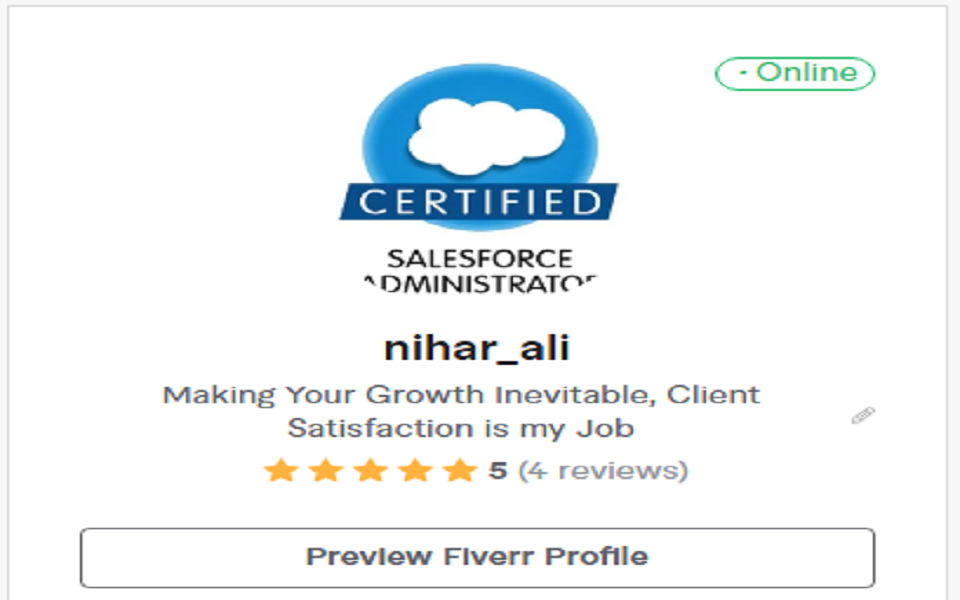 · Online
CERTIFIED
SALESFORCE
ADMINISTRATOR
nihar_ali
Making Your Growth Inevitable, Client
Satisfaction is my Job
5 (4 reviews)
Preview Fiverr Profile